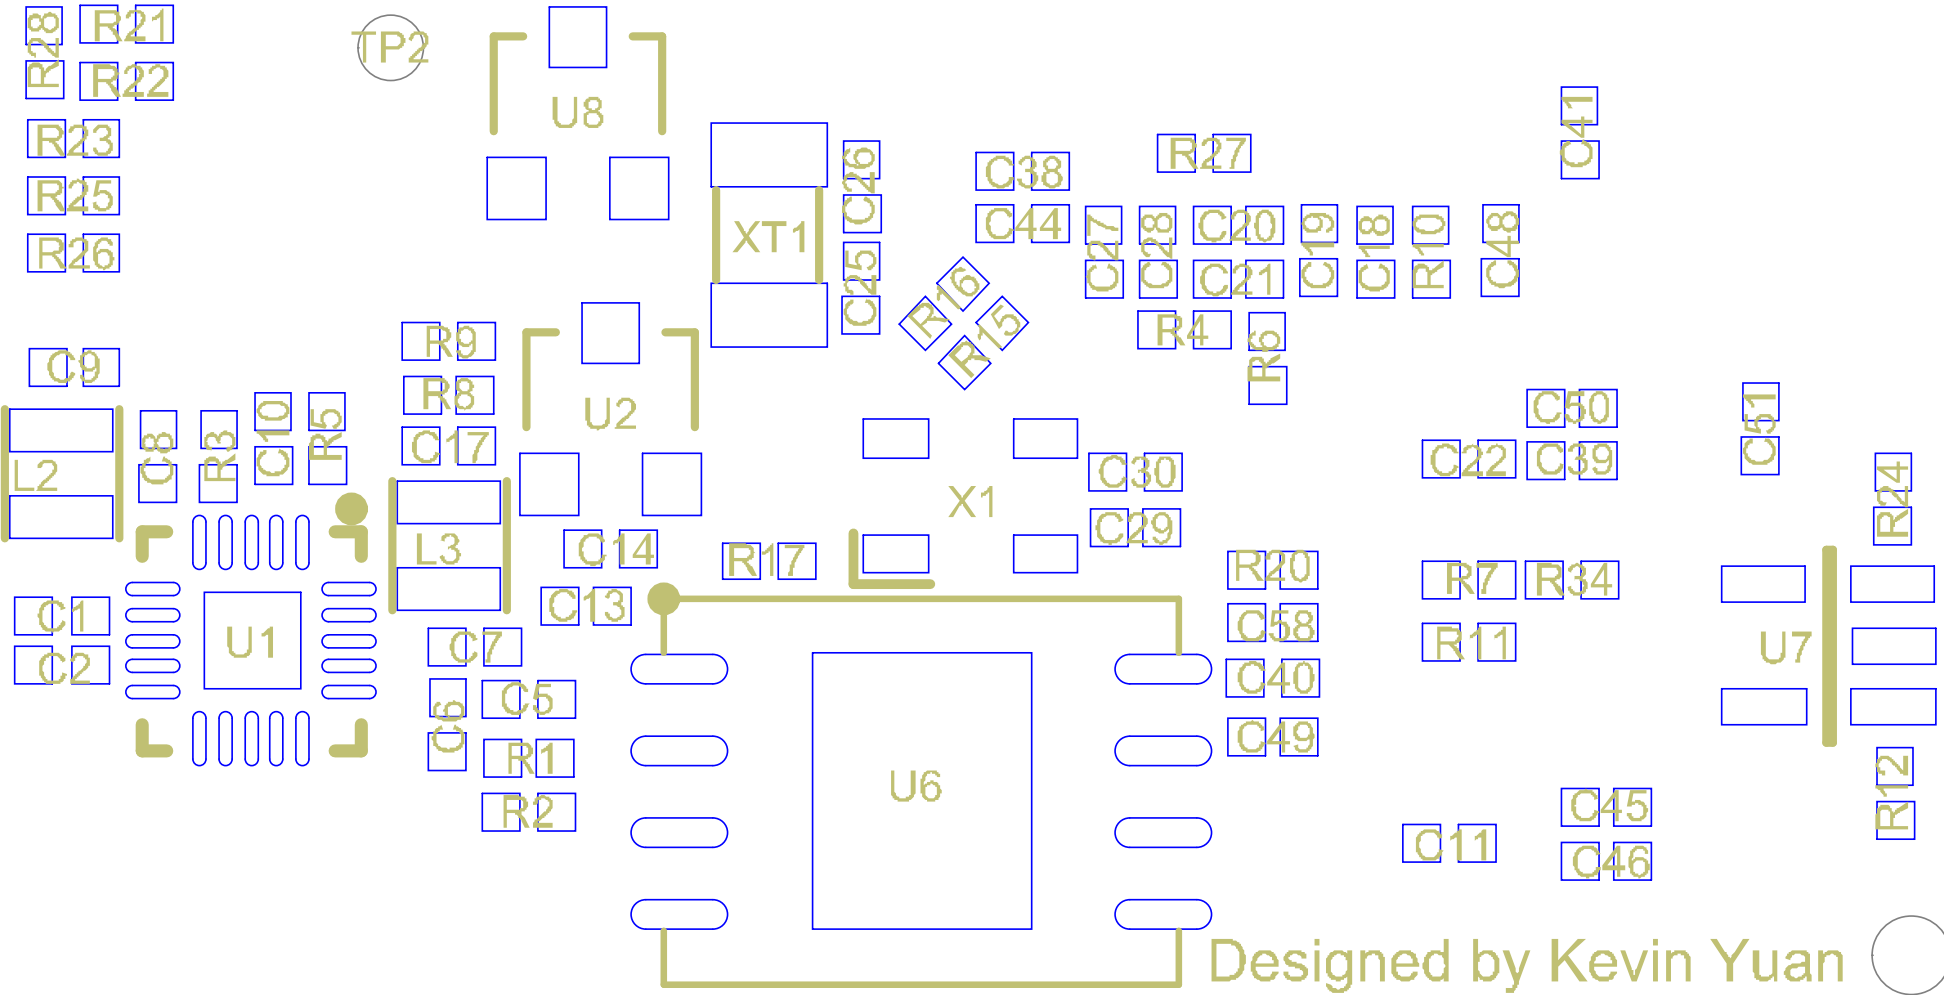 R28
R21
TP2
R22
U8
R23
R25
R26
XT1
C26
C25
C38
C44
R27
C41
C27
C28
C20
C21
C19
C18
R10
C48
R16
R15
R4
R6
C9
R9
R8
C17
U2
L2
C8
R3
C10
R5
L3
C14
C13
R17
X1
C30
C29
C22
C50
C39
C51
R24
R20
C58
C40
C49
R7
R34
R11
U7
C1
C2
U1
C7
C5
C6
R1
R2
U6
C11
C45
C46
R12
Designed by Kevin Yuan